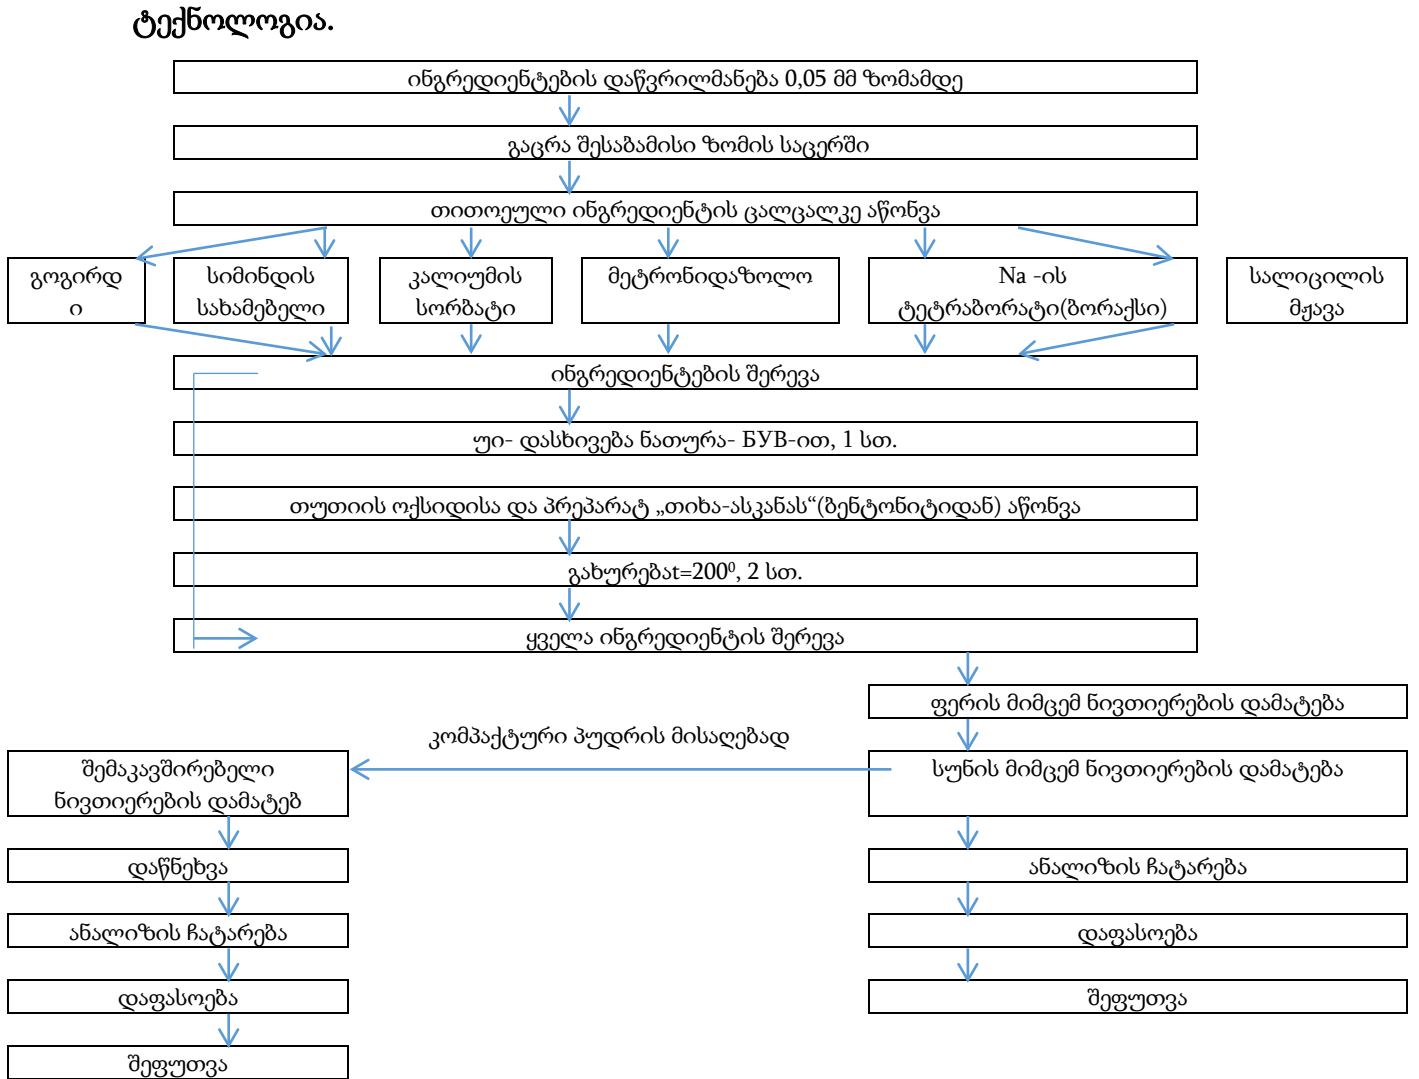 ტექნოლოგია.
ინგრედიენტების დაწვრილმანება 0,05 მმ ზომამდე
გაცრა შესაბამისი ზომის საცერში
თითოეული ინგრედიენტის ცალცალკე აწონვა
გოგირდ
ი
სიმინდის
სახამებელი
კალიუმის
სორბატი
მეტრონიდაზოლო
Na -ის
ტეტრაბორატი(ბორაქსი)
სალიცილის
მჟავა
ინგრედიენტების შერევა
უი- დასხივება ნათურა- БУВ-ით, 1 სთ.
თუთიის ოქსიდისა და პრეპარატ „თიხა-ასკანას“(ბენტონიტიდან) აწონვა
გახურებაt=200⁰, 2 სთ.
ყველა ინგრედიენტის შერევა
ფერის მიმცემ ნივთიერების დამატება
კომპაქტური პუდრის მისაღებად
სუნის მიმცემ ნივთიერების დამატება
შემაკავშირებელი
ნივთიერების დამატებ
დაწნეხვა
ანალიზის ჩატარება
დაფასოება
შეფუთვა
ანალიზის ჩატარება
დაფასოება
შეფუთვა